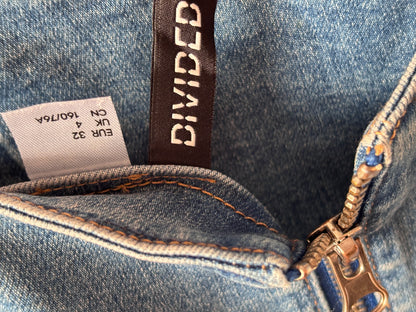 DIVIDED
EUR 32
UK 4
CN 160/76A